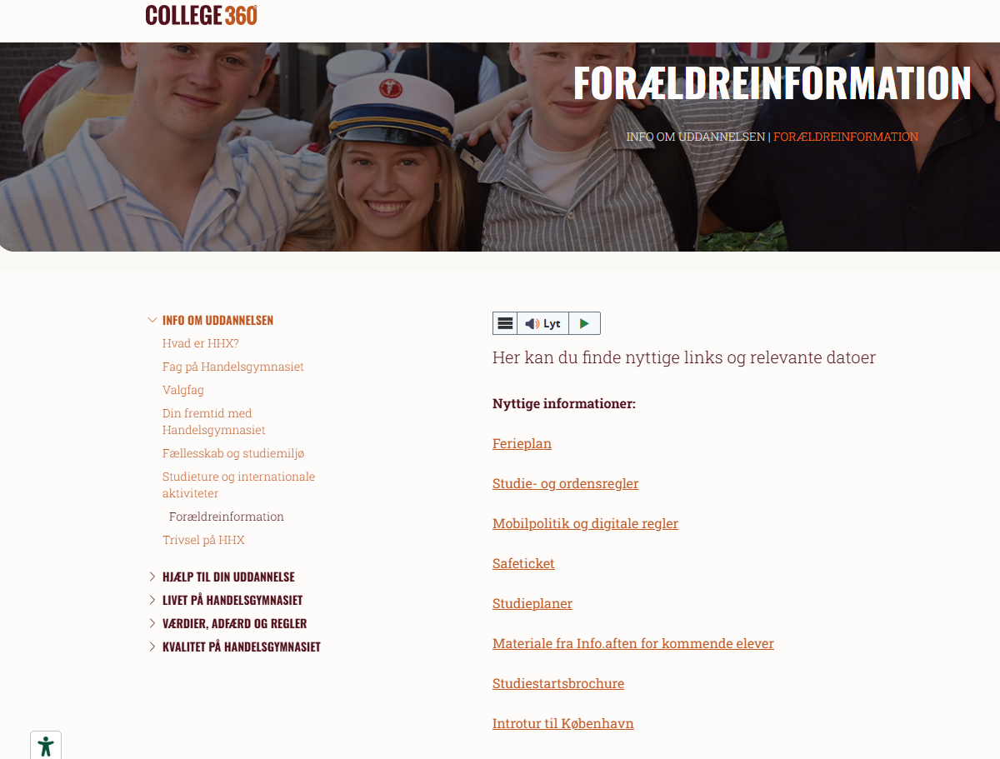 COLLEGE 360°
FORÆLDREINFORMATION
INFO OM UDDANNELSEN | FORÆLDREINFORMATION
INFO OM UDDANNELSEN
Hvad er HHX?
Fag på Handelsgymnasiet
Valgfag
Din fremtid med
Handelsgymnasiet
Fællesskab og studiemiljø
Studieture og internationale
aktiviteter
Forældreinformation
Trivsel på HHX
HJÆLP TIL DIN UDDANNELSE
LIVET PÅ HANDELSGYMNASIET
VÆRDIER, ADFÆRD OG REGLER
KVALITET PÅ HANDELSGYMNASIET
Lyt
Her kan du finde nyttige links og relevante datoer
Nyttige informationer:
Ferieplan
Studie- og ordensregler
Mobilpolitik og digitale regler
Safeticket
Studieplaner
Materiale fra Info.aften for kommende elever
Studiestartsbrochure
Introtur til København